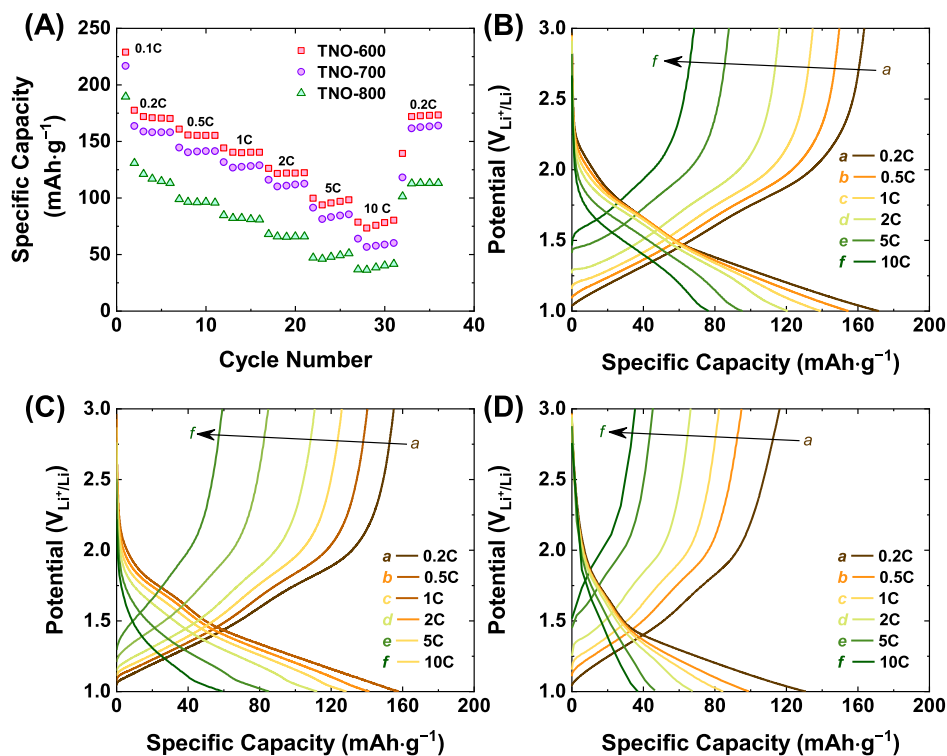 (A)
250
200
150
100
50
0
0
10
20
30
40
Specific Capacity
(mAh·g⁻¹)
Cycle Number
0.1C
0.2C
0.5C
1C
2C
5C
10 C
0.2C
TNO-600
TNO-700
TNO-800
(B)
3.0
2.5
2.0
1.5
1.0
0
40
80
120
160
200
Potential (V_Li⁺/Li)
Specific Capacity (mAh·g⁻¹)
f
a
a 0.2C
b 0.5C
c 1C
d 2C
e 5C
f 10C
(C)
3.0
2.5
2.0
1.5
1.0
0
40
80
120
160
200
Potential (V_Li⁺/Li)
Specific Capacity (mAh·g⁻¹)
f
a
a 0.2C
b 0.5C
c 1C
d 2C
e 5C
f 10C
(D)
3.0
2.5
2.0
1.5
1.0
0
40
80
120
160
200
Potential (V_Li⁺/Li)
Specific Capacity (mAh·g⁻¹)
f
a
a 0.2C
b 0.5C
c 1C
d 2C
e 5C
f 10C